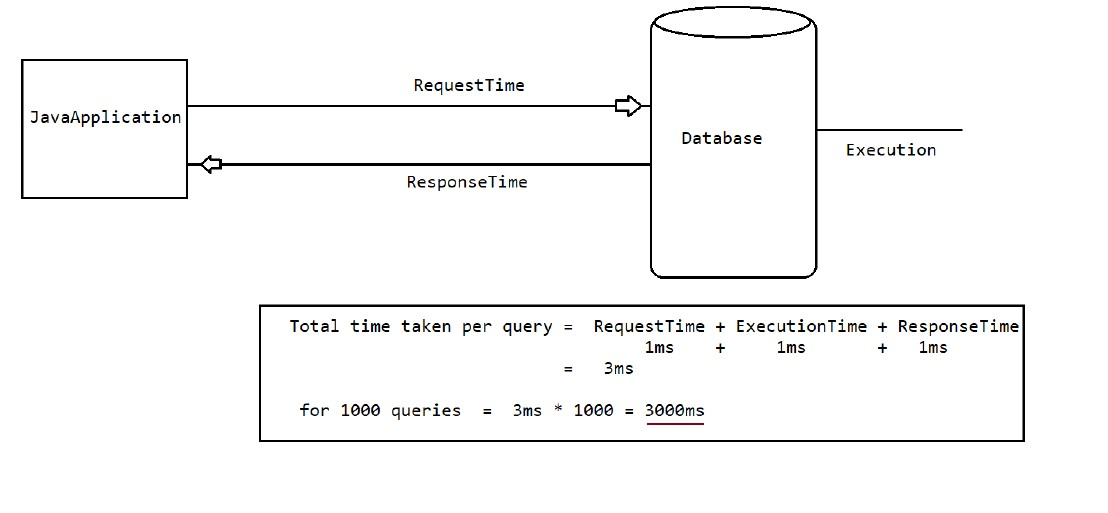 RequestTime
JavaApplication
Database
Execution
ResponseTime
Total time taken per query = RequestTime + ExecutionTime + ResponseTime
1ms + 1ms + 1ms
= 3ms
for 1000 queries = 3ms * 1000 = 3000ms